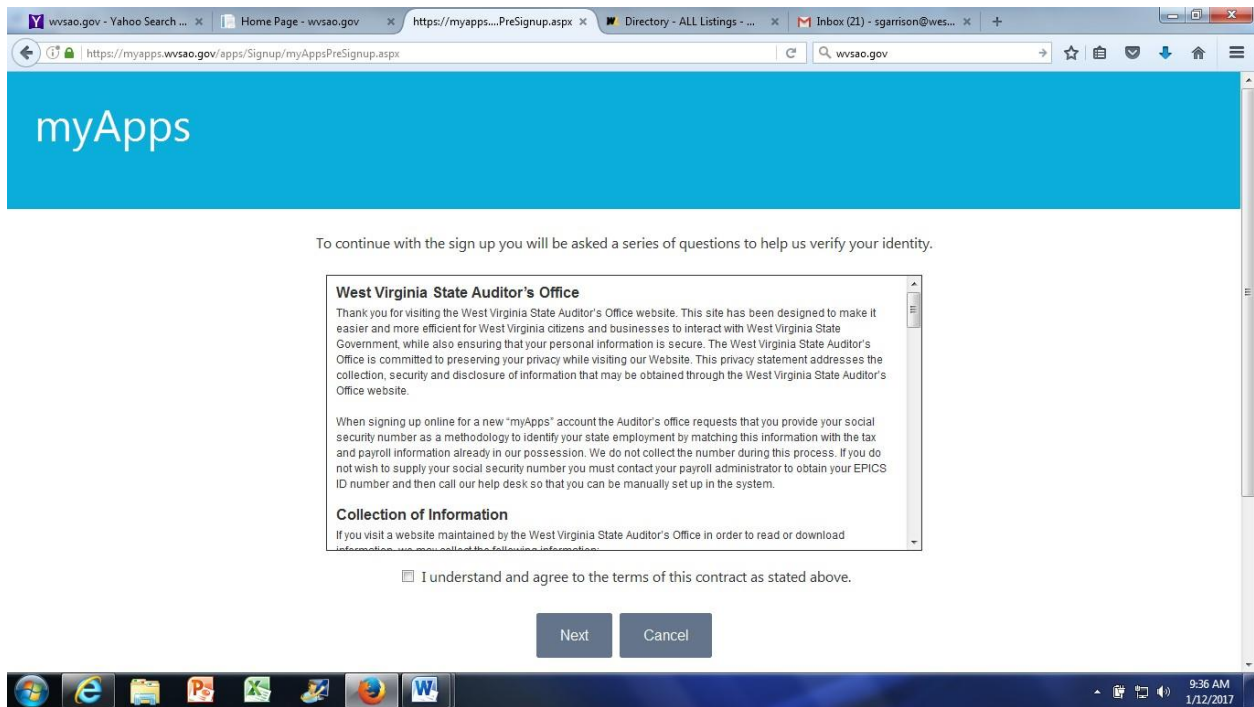 wvsao.gov - Yahoo Search ...
Home Page - wvsao.gov
https://myapps....PreSignup.aspx
Directory - ALL Listings - ...
Inbox (21) - sgarrison@wes...
https://myapps.wvsao.gov/apps/Signup/myAppsPreSignup.aspx
wvsao.gov
myApps
To continue with the sign up you will be asked a series of questions to help us verify your identity.
West Virginia State Auditor's Office
Thank you for visiting the West Virginia State Auditor's Office website. This site has been designed to make it
easier and more efficient for West Virginia citizens and businesses to interact with West Virginia State
Government, while also ensuring that your personal information is secure. The West Virginia State Auditor's
Office is committed to preserving your privacy while visiting our Website. This privacy statement addresses the
collection, security and disclosure of information that may be obtained through the West Virginia State Auditor's
Office website.
When signing up online for a new “myApps” account the Auditor's office requests that you provide your social
security number as a methodology to identify your state employment by matching this information with the tax
and payroll information already in our possession. We do not collect the number during this process. If you do
not wish to supply your social security number you must contact your payroll administrator to obtain your EPICS
ID number and then call our help desk so that you can be manually set up in the system.
Collection of Information
If you visit a website maintained by the West Virginia State Auditor's Office in order to read or download
information, we may collect the following information:
I understand and agree to the terms of this contract as stated above.
Next Cancel
9:36 AM
1/12/2017